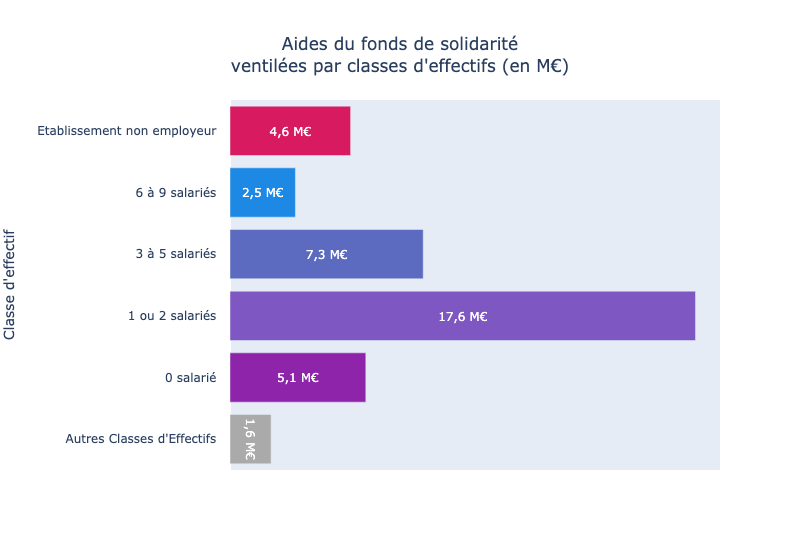 Aides du fonds de solidarité
ventilées par classes d'effectifs (en M€)
Classe d'effectif
Etablissement non employeur
4,6 M€
6 à 9 salariés
2,5 M€
3 à 5 salariés
7,3 M€
1 ou 2 salariés
17,6 M€
0 salarié
5,1 M€
Autres Classes d'Effectifs
1,6 M€